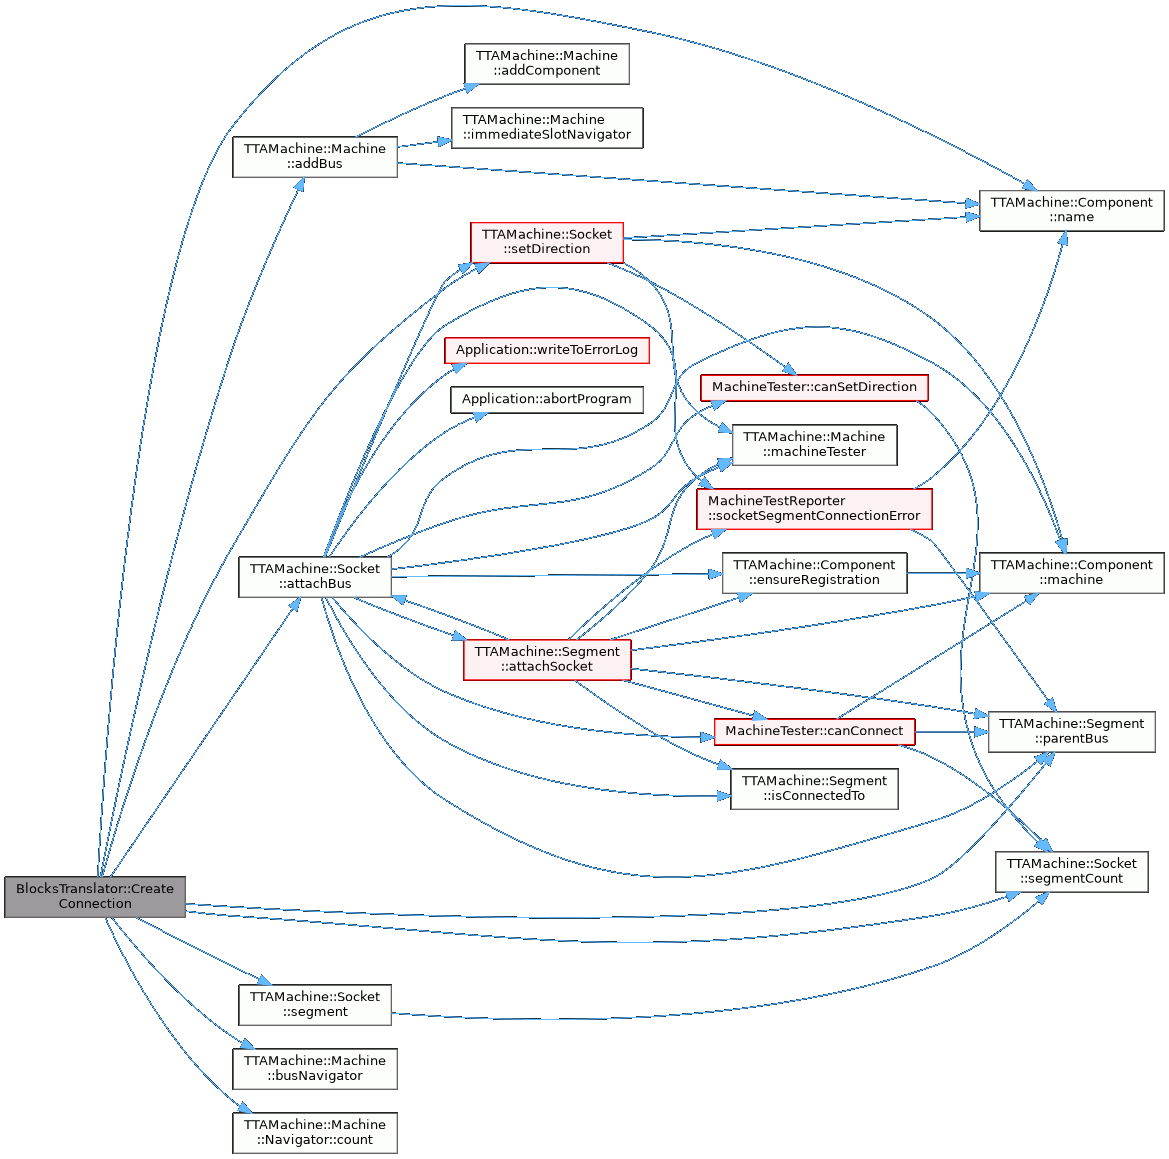 TTAMachine::Machine
::addComponent
TTAMachine::Machine
::immediateSlotNavigator
TTAMachine::Machine
::addBus
TTAMachine::Component
::name
TTAMachine::Socket
::setDirection
Application::writeToErrorLog
MachineTester::canSetDirection
Application::abortProgram
TTAMachine::Machine
::machineTester
MachineTestReporter
::socketSegmentConnectionError
TTAMachine::Socket
::attachBus
TTAMachine::Component
::ensureRegistration
TTAMachine::Component
::machine
TTAMachine::Segment
::attachSocket
MachineTester::canConnect
TTAMachine::Segment
::parentBus
TTAMachine::Segment
::isConnectedTo
TTAMachine::Socket
::segmentCount
BlocksTranslator::Create
Connection
TTAMachine::Socket
::segment
TTAMachine::Machine
::busNavigator
TTAMachine::Machine
::Navigator::count